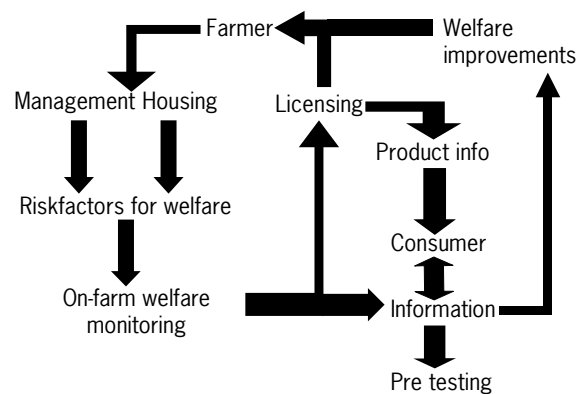 Farmer
Welfare
improvements
Management Housing
Licensing
Product info
Riskfactors for welfare
Consumer
On-farm welfare
monitoring
Information
Pre testing